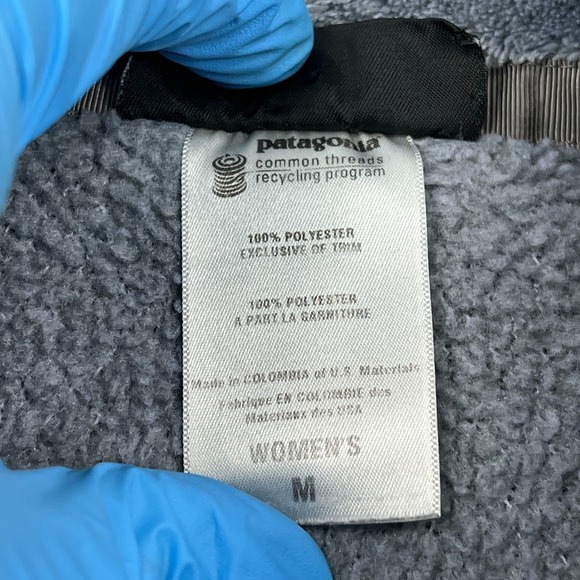 patagonia
common threads
recycling program
100% POLYESTER
EXCLUSIVE OF TRIM
100% POLYESTER
A PART LA GARNITURE
Made in COLOMBIA of U.S. Materials
Fabrique EN COLOMBIE des
Materiaux des USA
WOMEN'S
M